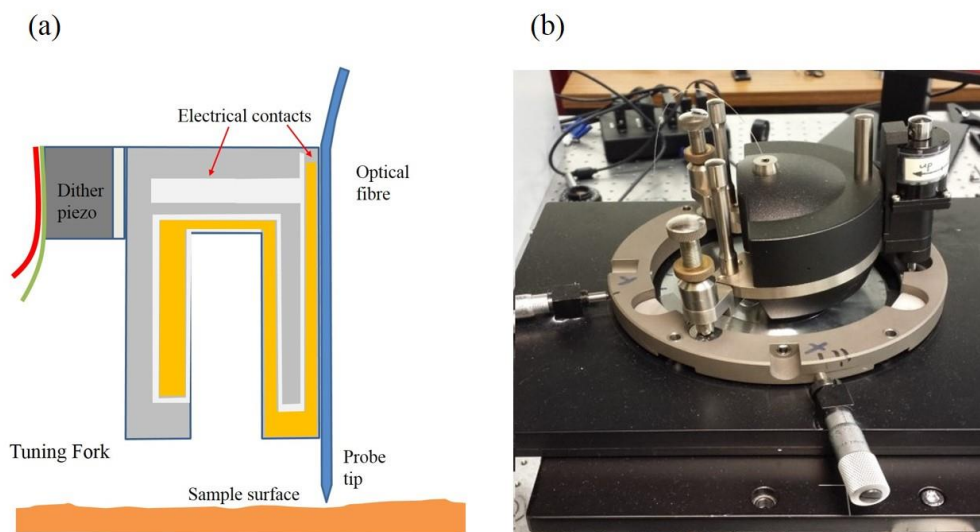 (a)
(b)
Electrical contacts
Dither
piezo
Optical
fibre
Tuning Fork
Probe
tip
Sample surface
up
Y
X